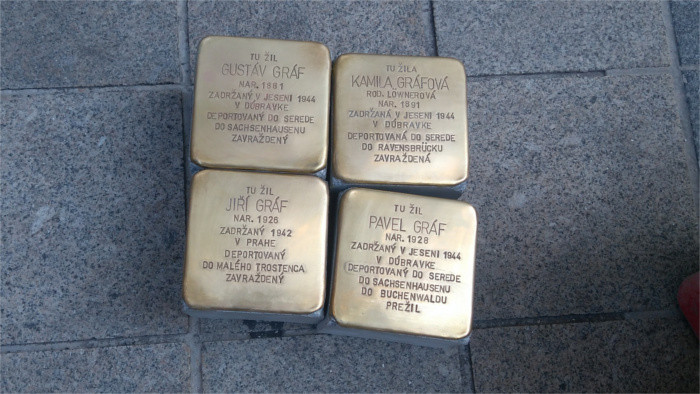 TU ŽIL
GUSTÁV GRÁF
NAR. 1881
ZADRŽANÝ V JESENI 1944
V DÚBRAVKE
DEPORTOVANÝ DO SEREDE
DO SACHSENHAUSENU
ZAVRAŽDENÝ
TU ŽILA
KAMILA GRÁFOVÁ
ROD. LÖWNEROVÁ
NAR. 1891
ZADRŽANÁ V JESENI 1944
V DÚBRAVKE
DEPORTOVANÁ DO SEREDE
DO RAVENSBRÜCKU
ZAVRAŽDENÁ
TU ŽIL
JIŘÍ GRÁF
NAR. 1926
ZADRŽANÝ 1942
V PRAHE
DEPORTOVANÝ
DO MALÉHO TROSTENCA
ZAVRAŽDENÝ
TU ŽIL
PAVEL GRÁF
NAR. 1928
ZADRŽANÝ V JESENI 1944
V DÚBRAVKE
DEPORTOVANÝ DO SEREDE
DO SACHSENHAUSENU
DO BUCHENWALDU
PREŽIL